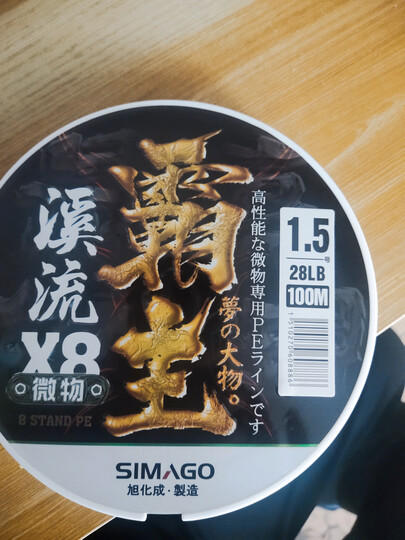 霸主
溪流
X8
微物
8 STAND PE
高性能な微物専用PEラインです
夢の大物。
1.5
号
28LB
100M
SIMAGO
旭化成·製造